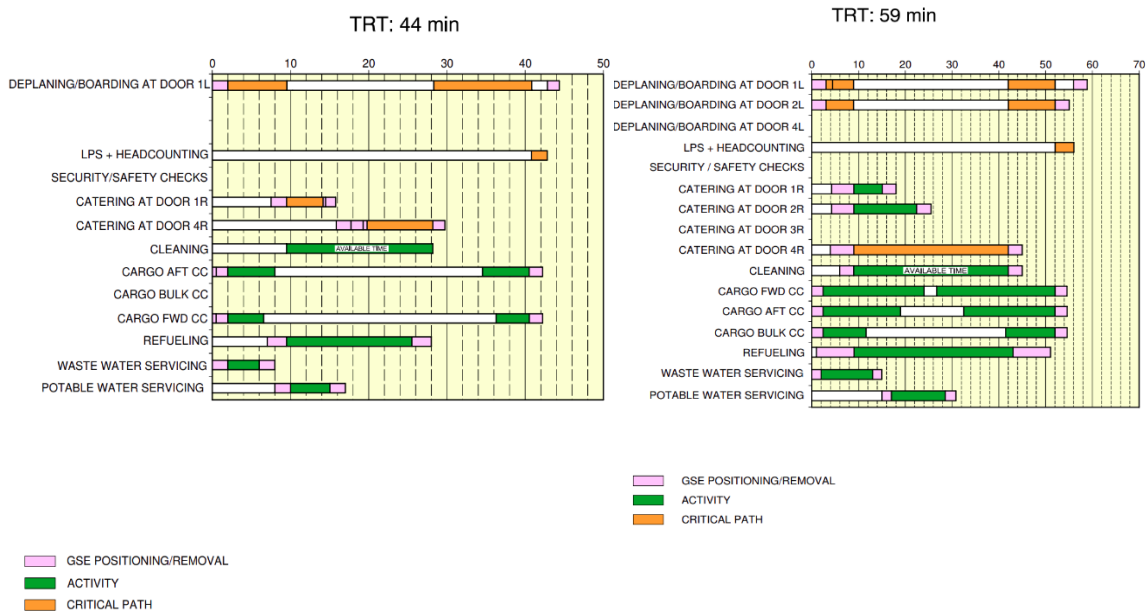 TRT: 44 min
0 10 20 30 40 50
DEPLANING/BOARDING AT DOOR 1L
LPS + HEADCOUNTING
SECURITY/SAFETY CHECKS
CATERING AT DOOR 1R
CATERING AT DOOR 4R
CLEANING
AVAILABLE TIME
CARGO AFT CC
CARGO BULK CC
CARGO FWD CC
REFUELING
WASTE WATER SERVICING
POTABLE WATER SERVICING
GSE POSITIONING/REMOVAL
ACTIVITY
CRITICAL PATH
TRT: 59 min
0 10 20 30 40 50 60 70
DEPLANING/BOARDING AT DOOR 1L
DEPLANING/BOARDING AT DOOR 2L
DEPLANING/BOARDING AT DOOR 4L
LPS + HEADCOUNTING
SECURITY / SAFETY CHECKS
CATERING AT DOOR 1R
CATERING AT DOOR 2R
CATERING AT DOOR 3R
CATERING AT DOOR 4R
CLEANING
AVAILABLE TIME
CARGO FWD CC
CARGO AFT CC
CARGO BULK CC
REFUELING
WASTE WATER SERVICING
POTABLE WATER SERVICING
GSE POSITIONING/REMOVAL
ACTIVITY
CRITICAL PATH